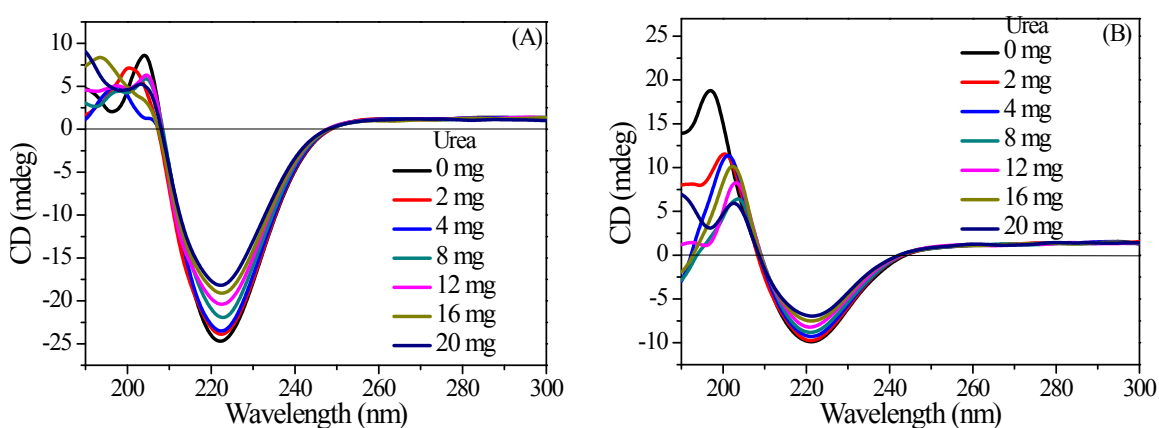 (A)
10
5
0
-5
-10
-15
-20
-25
CD (mdeg)
Urea
0 mg
2 mg
4 mg
8 mg
12 mg
16 mg
20 mg
200 220 240 260 280 300
Wavelength (nm)
(B)
25
20
15
10
5
0
-5
-10
CD (mdeg)
Urea
0 mg
2 mg
4 mg
8 mg
12 mg
16 mg
20 mg
200 220 240 260 280 300
Wavelength (nm)